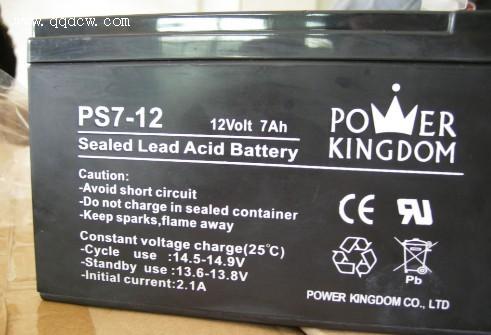 www.qqdcw.com
PS7-12 12Volt 7Ah
Sealed Lead Acid Battery
POWER
KINGDOM
Caution:
-Avoid short circuit
-Do not charge in sealed container
-Keep sparks,flame away
Constant voltage charge(25℃)
-Cycle use :14.5-14.9V
-Standby use :13.6-13.8V
-Initial current:2.1A
CE
Pb
POWER KINGDOM CO., LTD